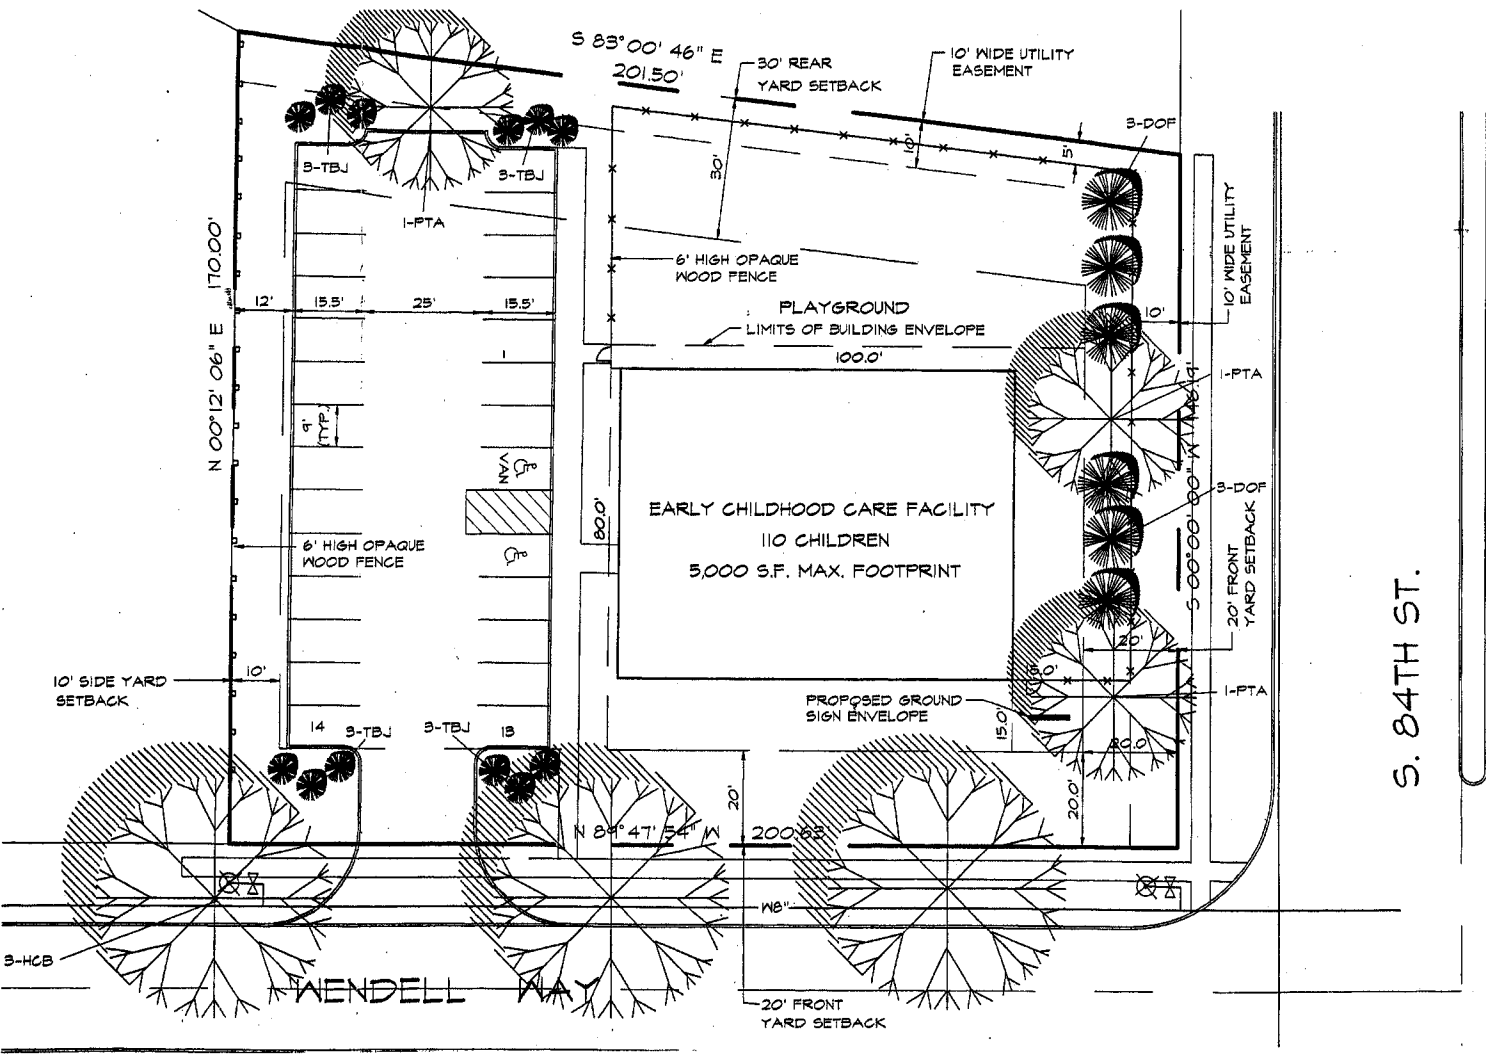 S 83°00' 46" E
201.50'
30' REAR
YARD SETBACK
10' WIDE UTILITY
EASEMENT
3-DOF
5'
10'
30'
3-TBJ
3-TBJ
1-PTA
N 00°12' 06" E 170.00'
6' HIGH OPAQUE
WOOD FENCE
10' WIDE UTILITY
EASEMENT
12'
15.5'
25'
15.5'
PLAYGROUND
LIMITS OF BUILDING ENVELOPE
10'
1
100.0'
1-PTA
9'
(TYP.)
VAN
3-DOF
80.0'
EARLY CHILDHOOD CARE FACILITY
110 CHILDREN
5,000 S.F. MAX. FOOTPRINT
6' HIGH OPAQUE
WOOD FENCE
S 00°00' 00" W
20' FRONT
YARD SETBACK
S. 84TH ST.
20'
10' SIDE YARD
SETBACK
10'
1-PTA
PROPOSED GROUND
SIGN ENVELOPE
15.0'
14
3-TBJ
3-TBJ
13
20.0
20'
20.0'
N 89°47' 54" W 200.63'
W8"
3-HCB
WENDELL WAY
20' FRONT
YARD SETBACK